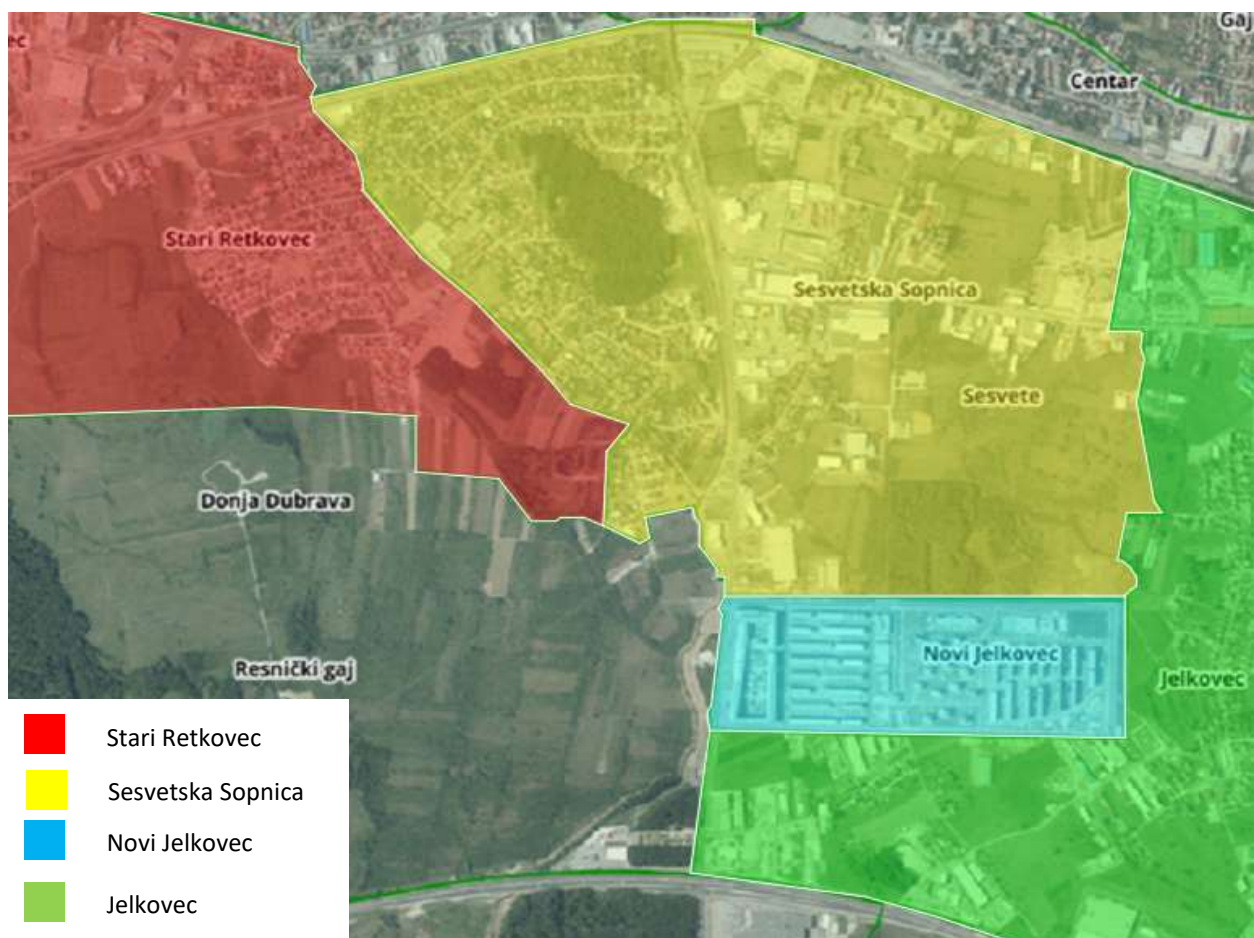 Gaj
ec
Centar
Stari Retkovec
Sesvetska Sopnica
Sesvete
Donja Dubrava
Novi Jelkovec
Resnički gaj
Jelkovec
Stari Retkovec
Sesvetska Sopnica
Novi Jelkovec
Jelkovec